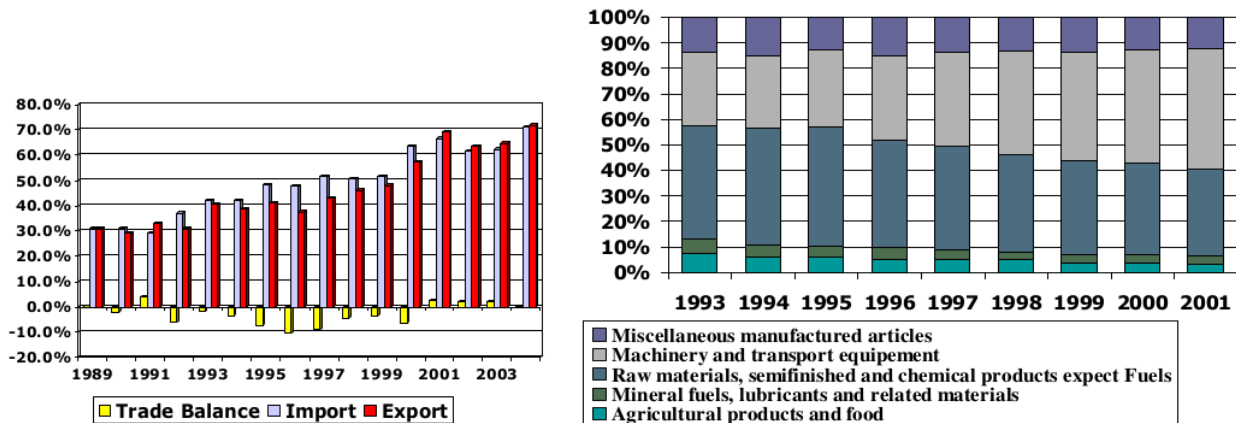 80.0%
70.0%
60.0%
50.0%
40.0%
30.0%
20.0%
10.0%
0.0%
-10.0%
-20.0%
1989 1991 1993 1995 1997 1999 2001 2003
Trade Balance Import Export
100%
90%
80%
70%
60%
50%
40%
30%
20%
10%
0%
1993 1994 1995 1996 1997 1998 1999 2000 2001
Miscellaneous manufactured articles
Machinery and transport equipement
Raw materials, semifinished and chemical products expect Fuels
Mineral fuels, lubricants and related materials
Agricultural products and food